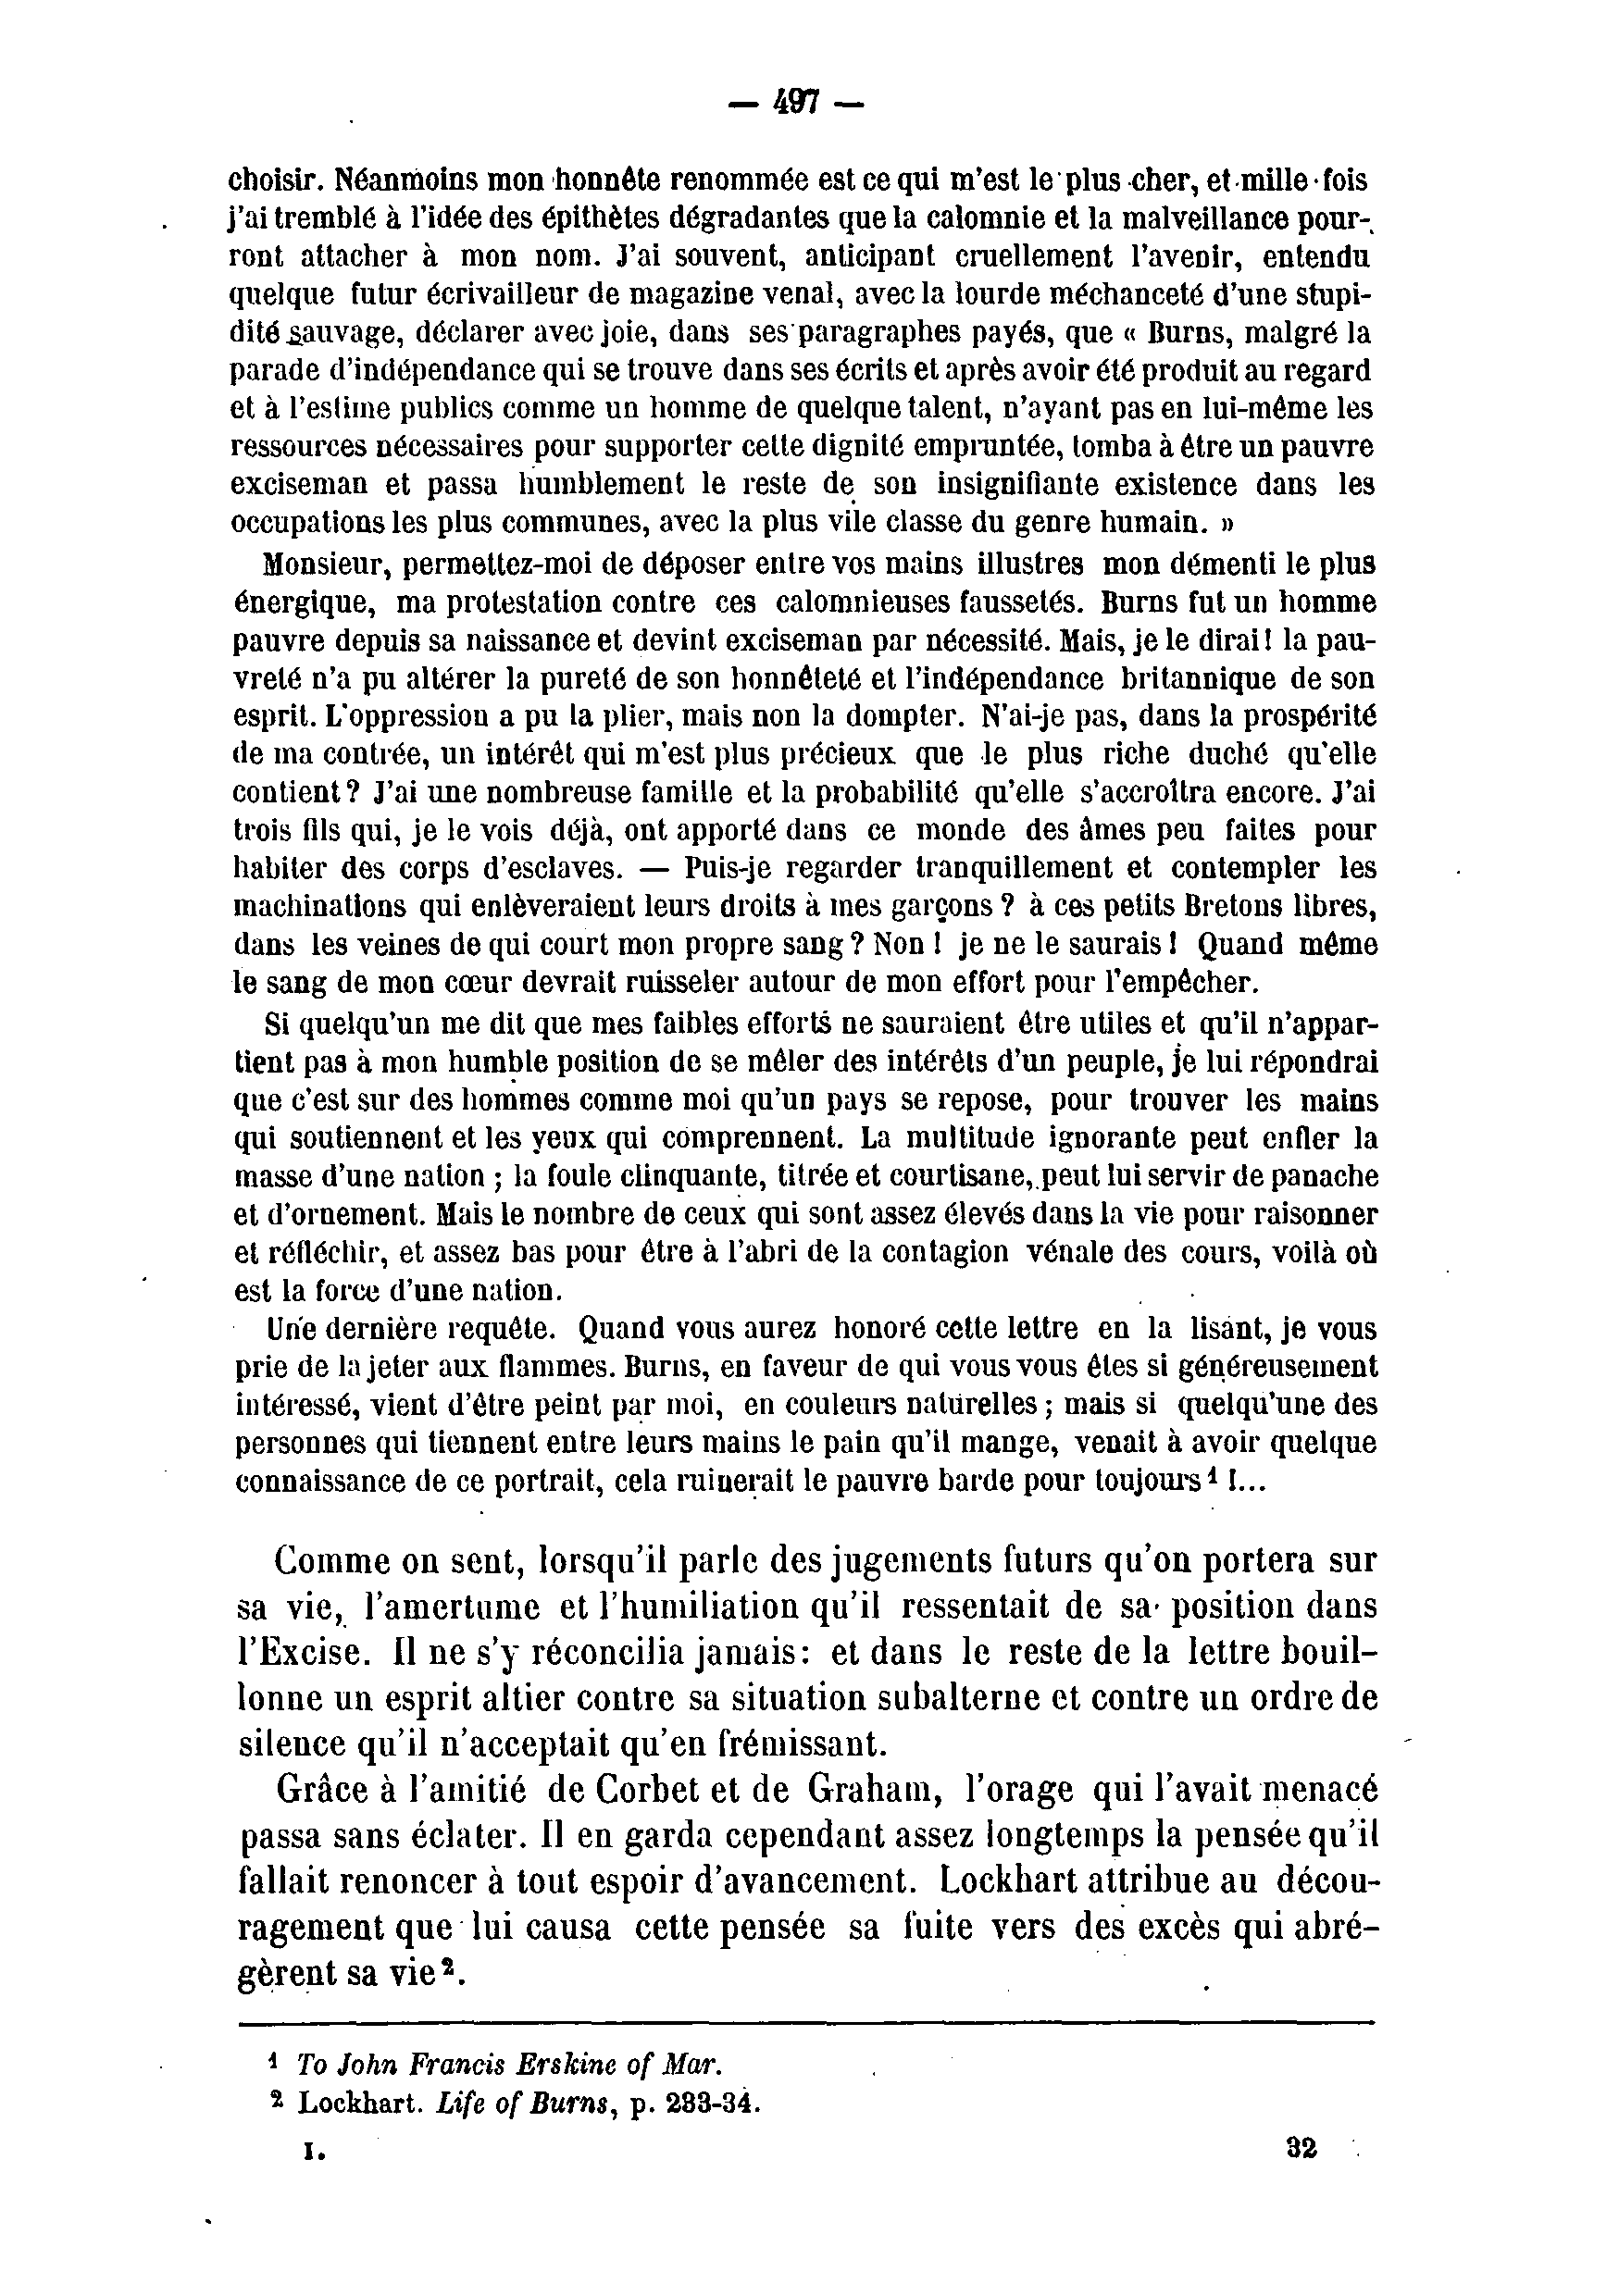 — 497 —
choisir. Néanmoins mon honnête renommée est ce qui m'est le plus cher, et mille fois
j'ai tremblé à l'idée des épithètes dégradantes que la calomnie et la malveillance pour-
ront attacher à mon nom. J'ai souvent, anticipant cruellement l'avenir, entendu
quelque futur écrivailleur de magazine venal, avec la lourde méchanceté d'une stupi-
dité sauvage, déclarer avec joie, dans ses paragraphes payés, que « Burns, malgré la
parade d'indépendance qui se trouve dans ses écrits et après avoir été produit au regard
et à l'estime publics comme un homme de quelque talent, n'ayant pas en lui-même les
ressources nécessaires pour supporter cette dignité empruntée, tomba à être un pauvre
exciseman et passa humblement le reste de son insignifiante existence dans les
occupations les plus communes, avec la plus vile classe du genre humain. »
Monsieur, permettez-moi de déposer entre vos mains illustres mon démenti le plus
énergique, ma protestation contre ces calomnieuses faussetés. Burns fut un homme
pauvre depuis sa naissance et devint exciseman par nécessité. Mais, je le dirai! la pau-
vreté n'a pu altérer la pureté de son honnêteté et l'indépendance britannique de son
esprit. L'oppression a pu la plier, mais non la dompter. N'ai-je pas, dans la prospérité
de ma contrée, un intérêt qui m'est plus précieux que le plus riche duché qu'elle
contient ? J'ai une nombreuse famille et la probabilité qu'elle s'accroîtra encore. J'ai
trois fils qui, je le vois déjà, ont apporté dans ce monde des âmes peu faites pour
habiter des corps d'esclaves. — Puis-je regarder tranquillement et contempler les
machinations qui enlèveraient leurs droits à mes garçons ? à ces petits Bretons libres,
dans les veines de qui court mon propre sang ? Non ! je ne le saurais ! Quand même
le sang de mon cœur devrait ruisseler autour de mon effort pour l'empêcher.
Si quelqu'un me dit que mes faibles efforts ne sauraient être utiles et qu'il n'appar-
tient pas à mon humble position de se mêler des intérêts d'un peuple, je lui répondrai
que c'est sur des hommes comme moi qu'un pays se repose, pour trouver les mains
qui soutiennent et les yeux qui comprennent. La multitude ignorante peut enfler la
masse d'une nation ; la foule clinquante, titrée et courtisane, peut lui servir de panache
et d'ornement. Mais le nombre de ceux qui sont assez élevés dans la vie pour raisonner
et réfléchir, et assez bas pour être à l'abri de la contagion vénale des cours, voilà où
est la force d'une nation.
Une dernière requête. Quand vous aurez honoré cette lettre en la lisant, je vous
prie de la jeter aux flammes. Burns, en faveur de qui vous vous êtes si généreusement
intéressé, vient d'être peint par moi, en couleurs naturelles ; mais si quelqu'une des
personnes qui tiennent entre leurs mains le pain qu'il mange, venait à avoir quelque
connaissance de ce portrait, cela ruinerait le pauvre barde pour toujours¹ !...
Comme on sent, lorsqu'il parle des jugements futurs qu'on portera sur
sa vie, l'amertume et l'humiliation qu'il ressentait de sa position dans
l'Excise. Il ne s'y réconcilia jamais: et dans le reste de la lettre bouil-
lonne un esprit altier contre sa situation subalterne et contre un ordre de
silence qu'il n'acceptait qu'en frémissant.
Grâce à l'amitié de Corbet et de Graham, l'orage qui l'avait menacé
passa sans éclater. Il en garda cependant assez longtemps la pensée qu'il
fallait renoncer à tout espoir d'avancement. Lockhart attribue au décou-
ragement que lui causa cette pensée sa fuite vers des excès qui abré-
gèrent sa vie².
¹ To John Francis Erskine of Mar.
² Lockhart. Life of Burns, p. 233-34.
I. 32